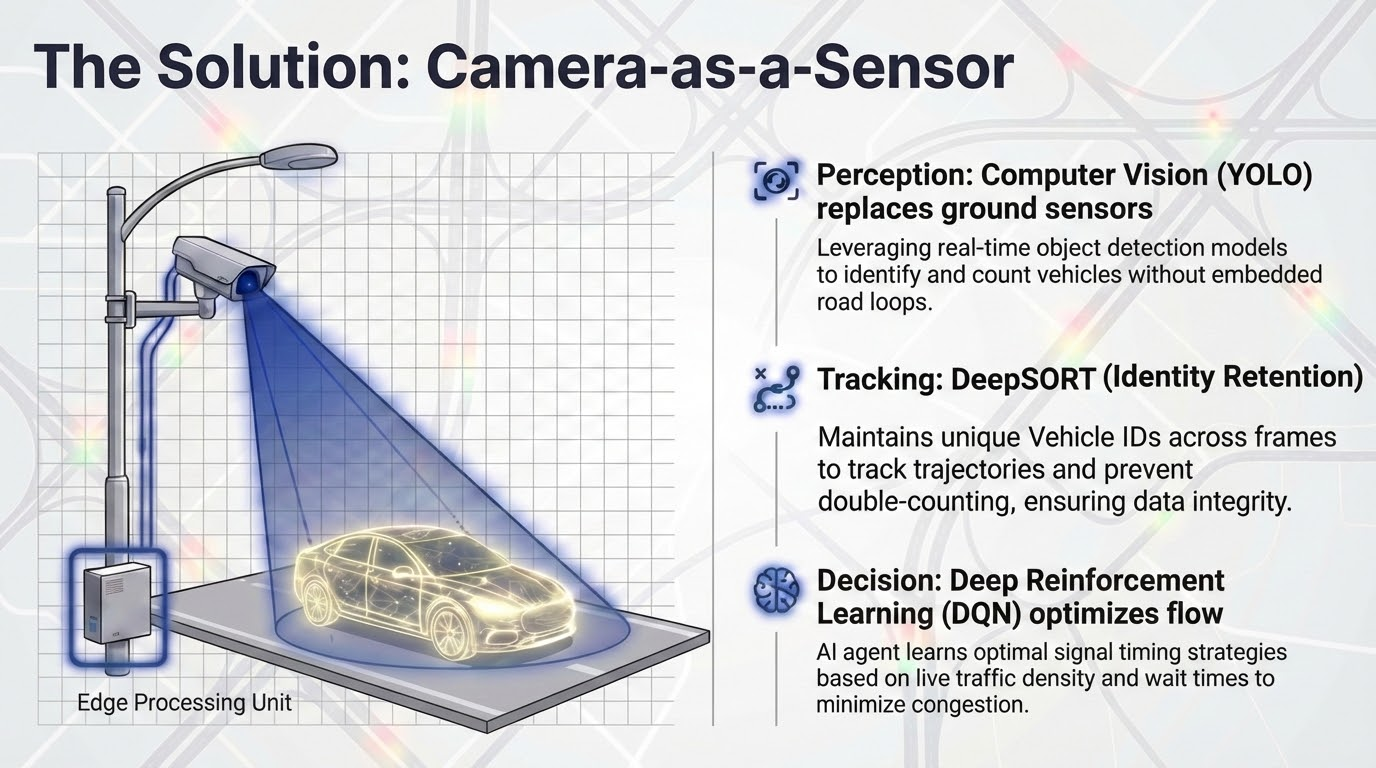 The Solution: Camera-as-a-Sensor
Perception: Computer Vision (YOLO)
replaces ground sensors
Leveraging real-time object detection models
to identify and count vehicles without embedded
road loops.
Tracking: DeepSORT (Identity Retention)
Maintains unique Vehicle IDs across frames
to track trajectories and prevent
double-counting, ensuring data integrity.
Decision: Deep Reinforcement
Learning (DQN) optimizes flow
AI agent learns optimal signal timing strategies
based on live traffic density and wait times to
minimize congestion.
Edge Processing Unit